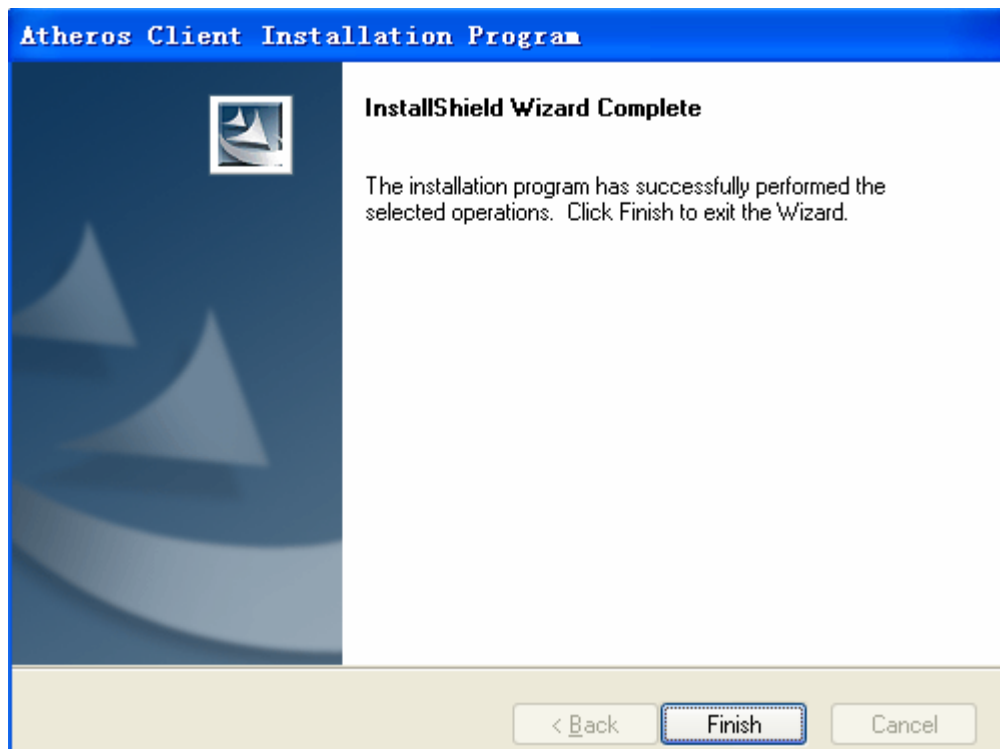 Atheros Client Installation Program
InstallShield Wizard Complete
The installation program has successfully performed the
selected operations.  Click Finish to exit the Wizard.
< Back
Finish
Cancel